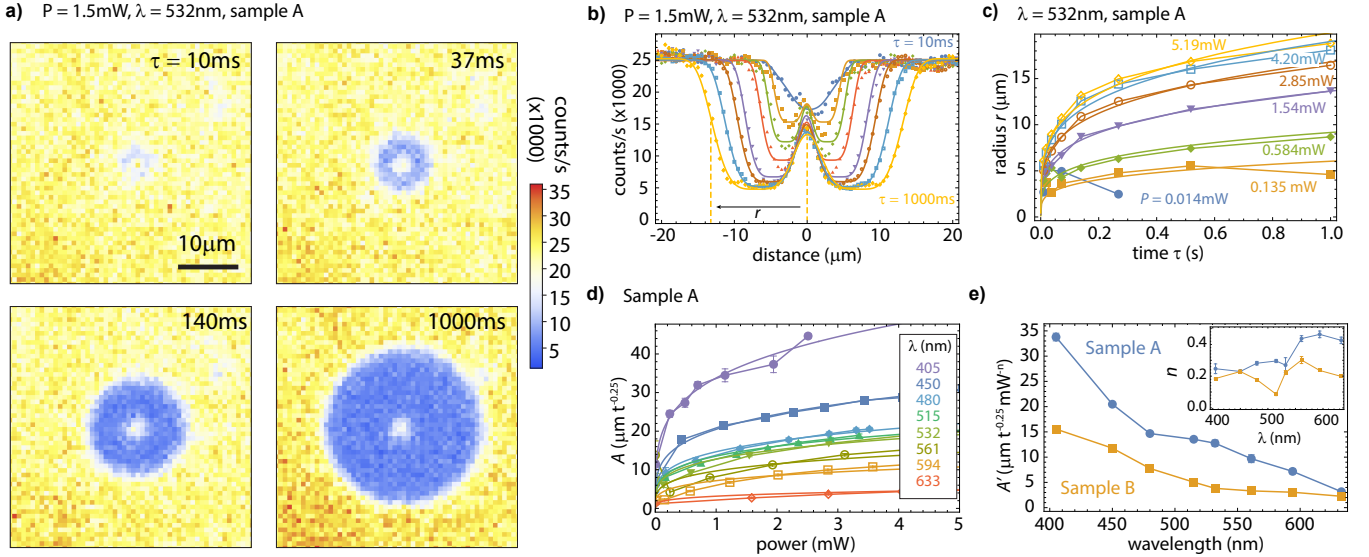 a) P = 1.5mW, λ = 532nm, sample A
τ = 10ms
37ms
10μm
140ms
1000ms
counts/s
(x1000)
35
30
25
20
15
10
5
b) P = 1.5mW, λ = 532nm, sample A
τ = 10ms
30
25
20
15
10
5
0
counts/s (x1000)
τ = 1000ms
r
-20
-10
0
10
20
distance (μm)
c) λ = 532nm, sample A
5.19mW
4.20mW
2.85mW
1.54mW
0.584mW
0.135 mW
P = 0.014mW
15
10
5
0
radius r (μm)
0.0
0.2
0.4
0.6
0.8
1.0
time τ (s)
d) Sample A
λ (nm)
405
450
480
515
532
561
594
633
40
30
20
10
0
A (μm t⁻⁰·²⁵)
0
1
2
3
4
5
power (mW)
e)
Sample A
Sample B
35
30
25
20
15
10
5
0
A' (μm t⁻⁰·²⁵ mW⁻ⁿ)
400
450
500
550
600
wavelength (nm)
0.4
0.2
0.0
n
400
500
600
λ (nm)